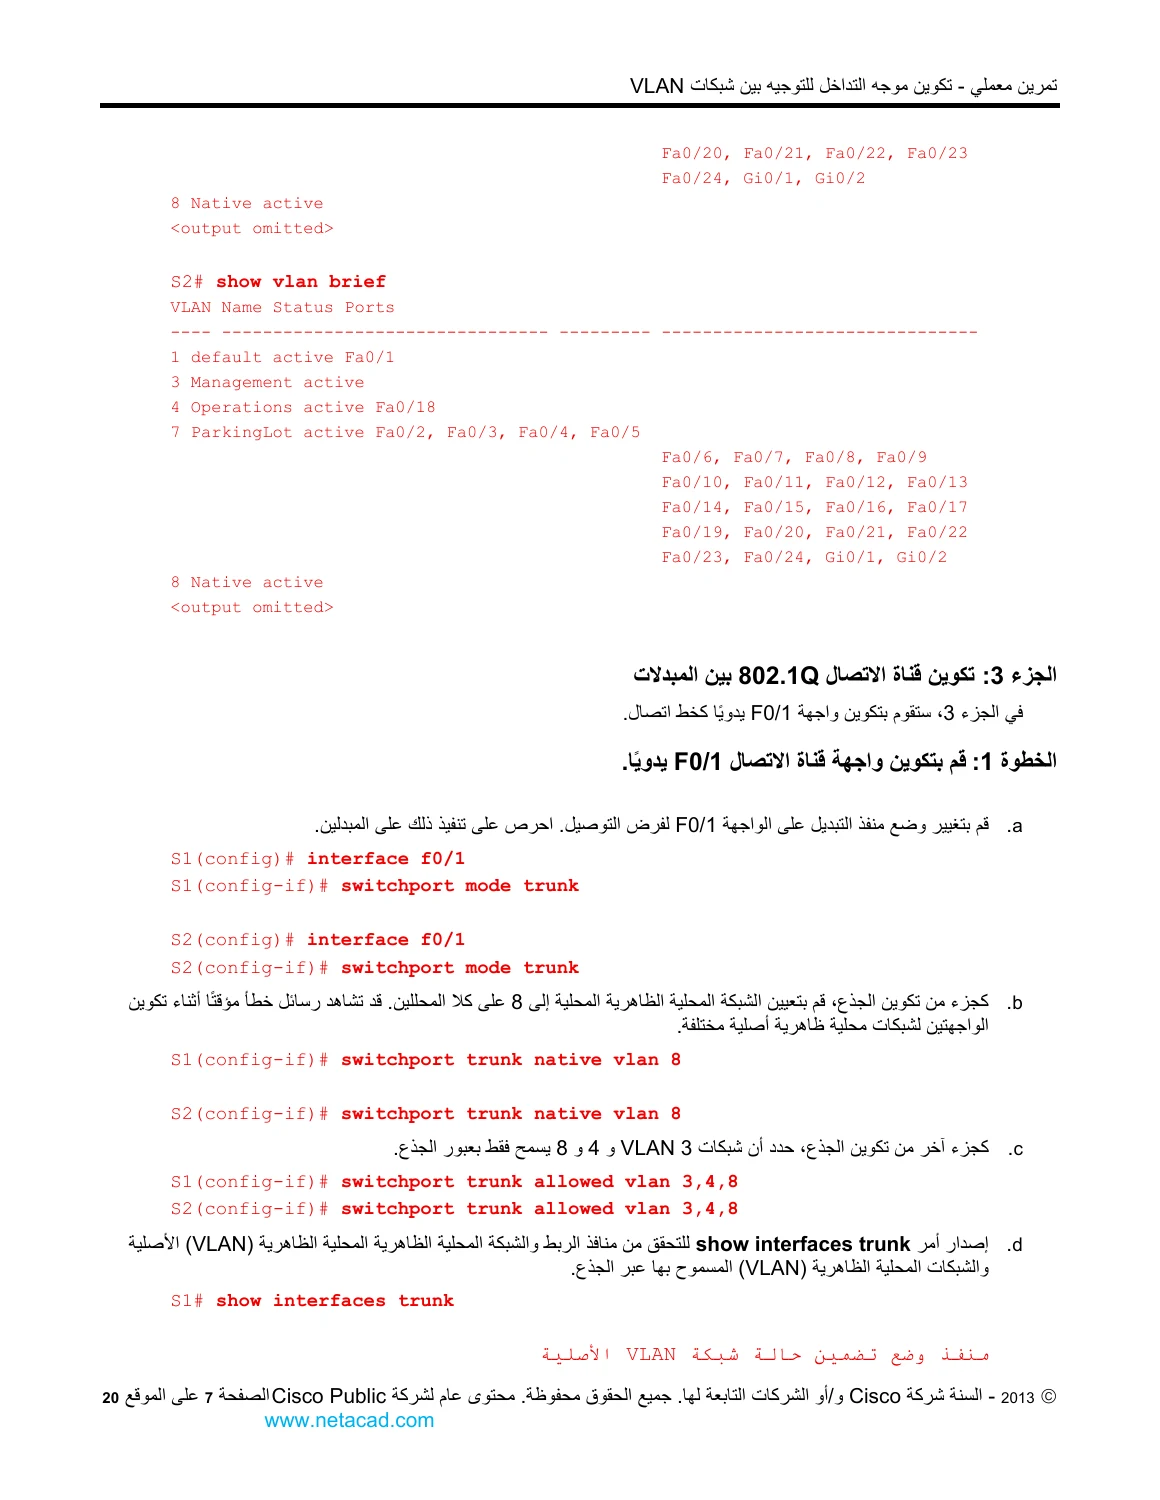 تمرين معملي - تكوين موجه التداخل للتوجيه بين شبكات VLAN
Fa0/20, Fa0/21, Fa0/22, Fa0/23
Fa0/24, Gi0/1, Gi0/2
8 Native active
<output omitted>
S2# show vlan brief
VLAN Name Status Ports
---- -------------------------------- --------- -------------------------------
1 default active Fa0/1
3 Management active
4 Operations active Fa0/18
7 ParkingLot active Fa0/2, Fa0/3, Fa0/4, Fa0/5
Fa0/6, Fa0/7, Fa0/8, Fa0/9
Fa0/10, Fa0/11, Fa0/12, Fa0/13
Fa0/14, Fa0/15, Fa0/16, Fa0/17
Fa0/19, Fa0/20, Fa0/21, Fa0/22
Fa0/23, Fa0/24, Gi0/1, Gi0/2
8 Native active
<output omitted>
الجزء 3: تكوين قناة الاتصال 802.1Q بين المبدلات
في الجزء 3، ستقوم بتكوين واجهة F0/1 يدويًا كخط اتصال.
الخطوة 1: قم بتكوين واجهة قناة الاتصال F0/1 يدويًا.
a. قم بتغيير وضع منفذ التبديل على الواجهة F0/1 لفرض التوصيل. احرص على تنفيذ ذلك على المبدلين.
S1(config)# interface f0/1
S1(config-if)# switchport mode trunk
S2(config)# interface f0/1
S2(config-if)# switchport mode trunk
b. كجزء من تكوين الجذع، قم بتعيين الشبكة المحلية الظاهرية المحلية إلى 8 على كلا المحللين. قد تشاهد رسائل خطأ مؤقتًا أثناء تكوين
الواجهتين لشبكات محلية ظاهرية أصلية مختلفة.
S1(config-if)# switchport trunk native vlan 8
S2(config-if)# switchport trunk native vlan 8
c. كجزء آخر من تكوين الجذع، حدد أن شبكات VLAN 3 و 4 و 8 يسمح فقط بعبور الجذع.
S1(config-if)# switchport trunk allowed vlan 3,4,8
S2(config-if)# switchport trunk allowed vlan 3,4,8
d. إصدار أمر show interfaces trunk للتحقق من منافذ الربط والشبكة المحلية الظاهرية المحلية الظاهرية (VLAN) الأصلية
والشبكات المحلية الظاهرية (VLAN) المسموح بها عبر الجذع.
S1# show interfaces trunk
منفذ وضع تضمين حالة شبكة VLAN الأصلية
© 2013 - السنة شركة Cisco و/أو الشركات التابعة لها. جميع الحقوق محفوظة. محتوى عام لشركة Cisco Public الصفحة 7 على الموقع 20
www.netacad.com